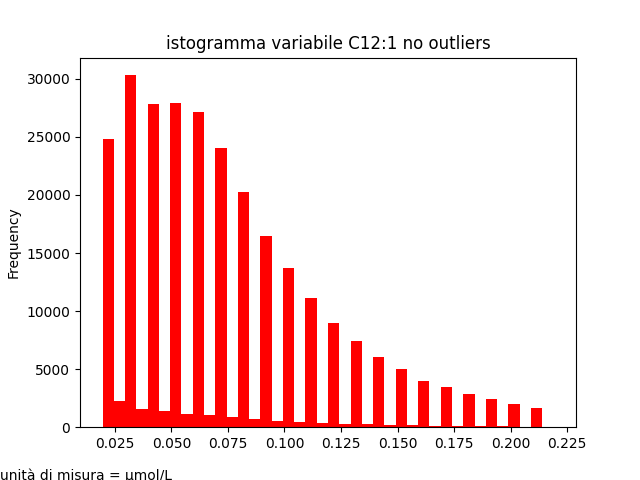 istogramma variabile C12:1 no outliers
30000
25000
20000
15000
10000
5000
0
Frequency
0.025 0.050 0.075 0.100 0.125 0.150 0.175 0.200 0.225
unità di misura = μmol/L